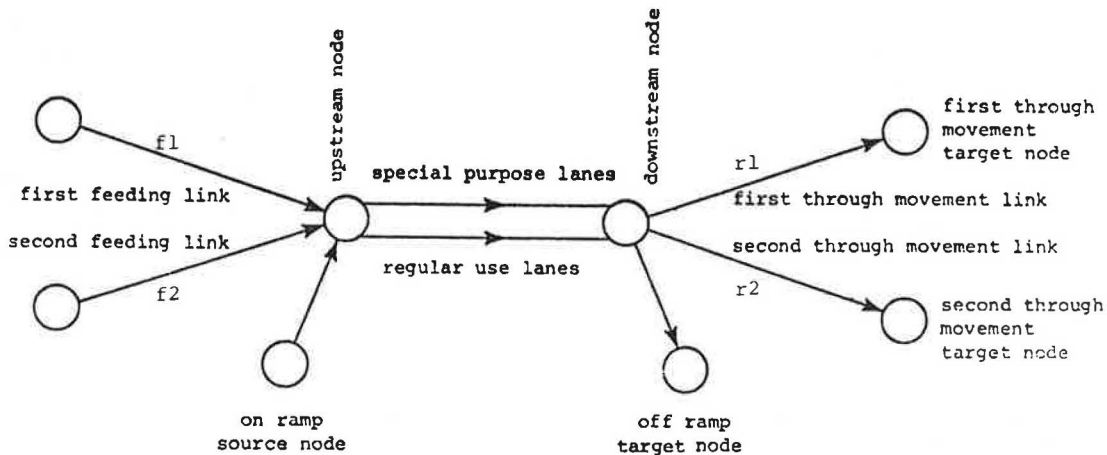 upstream node
downstream node
f1
first feeding link
second feeding link
f2
special purpose lanes
regular use lanes
r1
first through movement link
second through movement link
r2
first through
movement
target node
second through
movement
target node
on ramp
source node
off ramp
target node